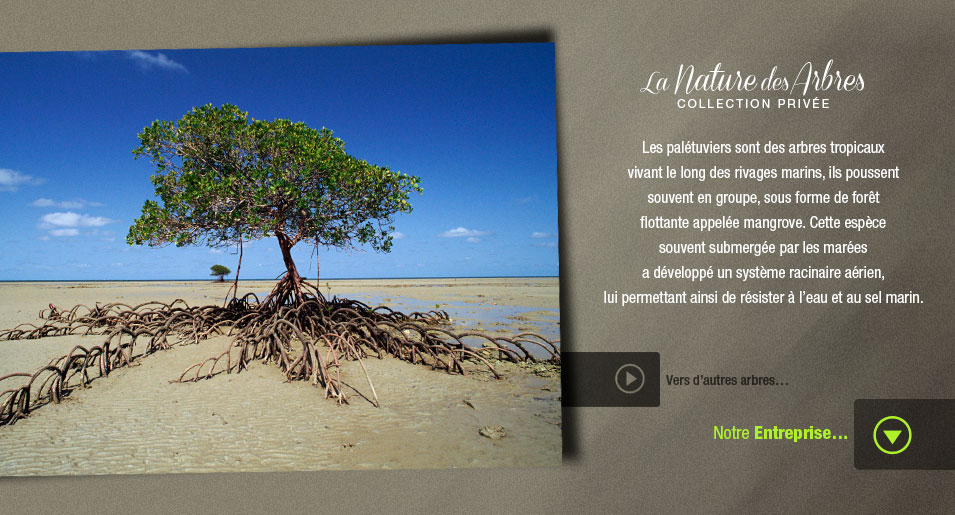 La Nature des Arbres
COLLECTION PRIVÉE
Les palétuviers sont des arbres tropicaux
vivant le long des rivages marins, ils poussent
souvent en groupe, sous forme de forêt
flottante appelée mangrove. Cette espèce
souvent submergée par les marées
a développé un système racinaire aérien,
lui permettant ainsi de résister à l'eau et au sel marin.
Vers d'autres arbres...
Notre Entreprise...